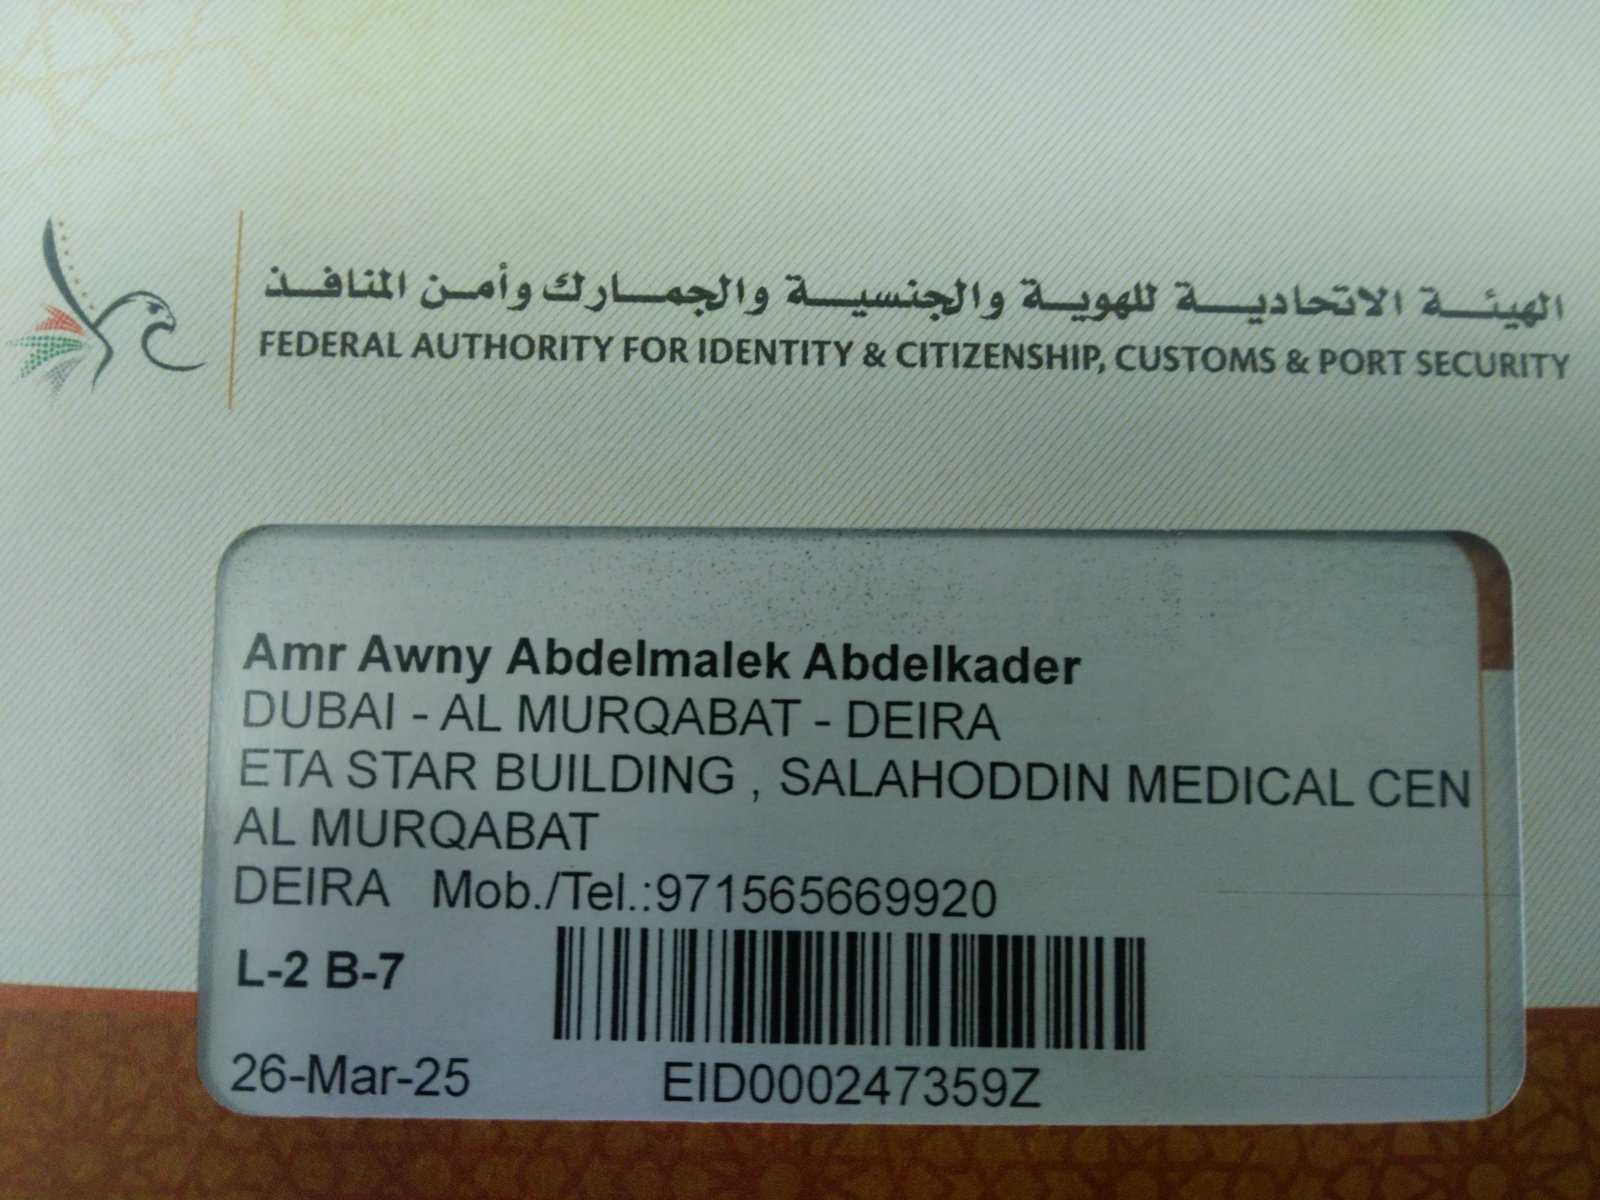 الهيئة الاتحادية للهوية والجنسية والجمارك وأمن المنافذ
FEDERAL AUTHORITY FOR IDENTITY & CITIZENSHIP, CUSTOMS & PORT SECURITY
Amr Awny Abdelmalek Abdelkader
DUBAI - AL MURQABAT - DEIRA
ETA STAR BUILDING , SALAHODDIN MEDICAL CEN
AL MURQABAT
DEIRA Mob./Tel.:971565669920
L-2 B-7
26-Mar-25 EID000247359Z